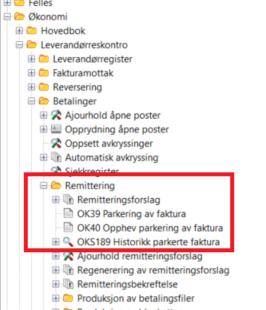 Felles
Økonomi
Hovedbok
Leverandørreskontro
Leverandørregister
Fakturamottak
Reversering
Betalinger
Ajourhold åpne poster
Opprydning åpne poster
Oppsett avkryssinger
Automatisk avkryssing
Sjekkregister
Remittering
Remitteringsforslag
OK39 Parkering av faktura
OK40 Opphev parkering av faktura
OKS189 Historikk parkerte faktura
Ajourhold remitteringsforslag
Regenerering av remitteringsforslag
Remitteringsbekreftelse
Produksjon av betalingsfiler